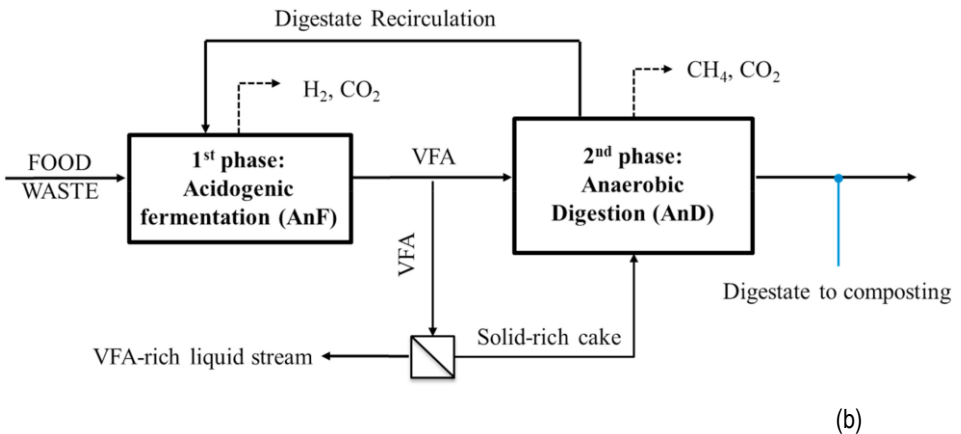 Digestate Recirculation
H₂, CO₂
CH₄, CO₂
FOOD
WASTE
1st phase:
Acidogenic
fermentation (AnF)
VFA
2nd phase:
Anaerobic
Digestion (AnD)
VFA
Digestate to composting
Solid-rich cake
VFA-rich liquid stream
(b)